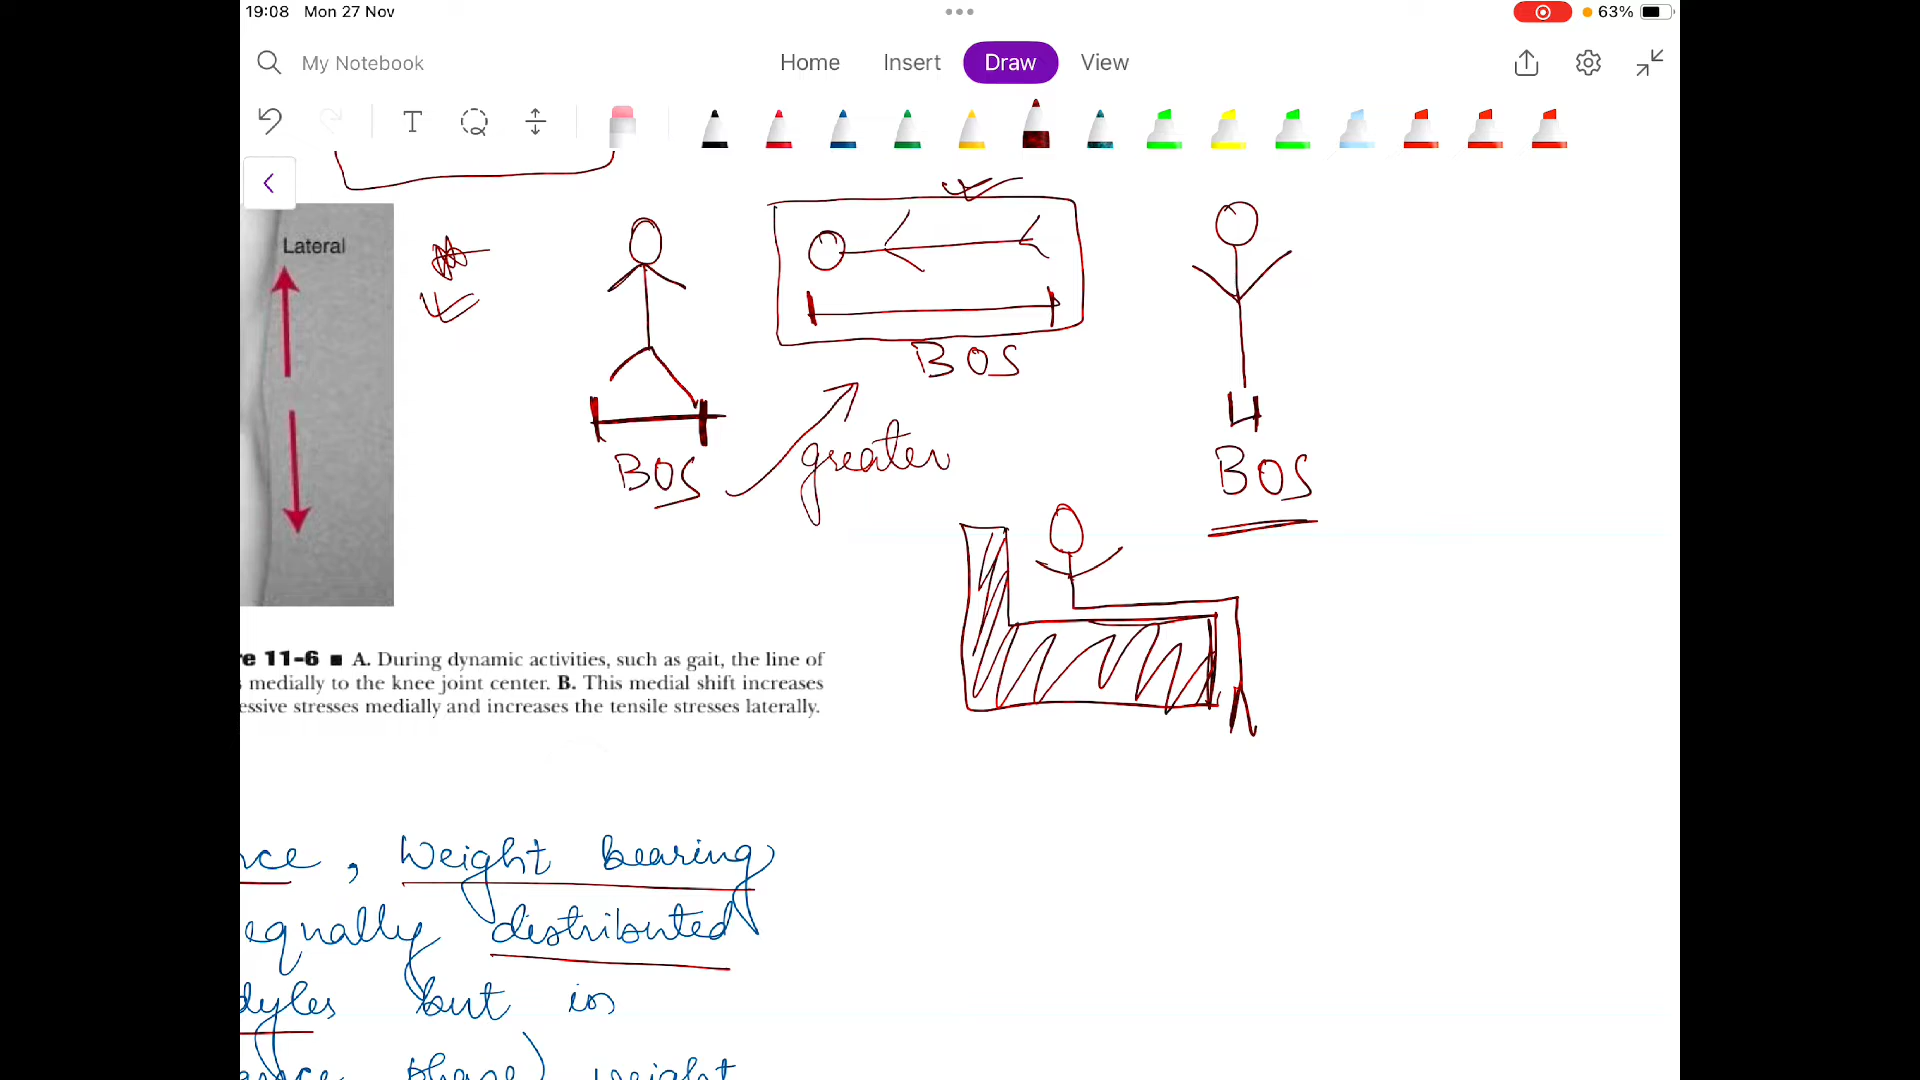 19:08 Mon 27 Nov
63%
My Notebook
Home Insert Draw View
T
Lateral
BOS
greater
BOS
BOS
e 11-6 ■ A. During dynamic activities, such as gait, the line of
medially to the knee joint center. B. This medial shift increases
essive stresses medially and increases the tensile stresses laterally.
nce, Weight bearing
equally distributed
dyles but is
phase) weight